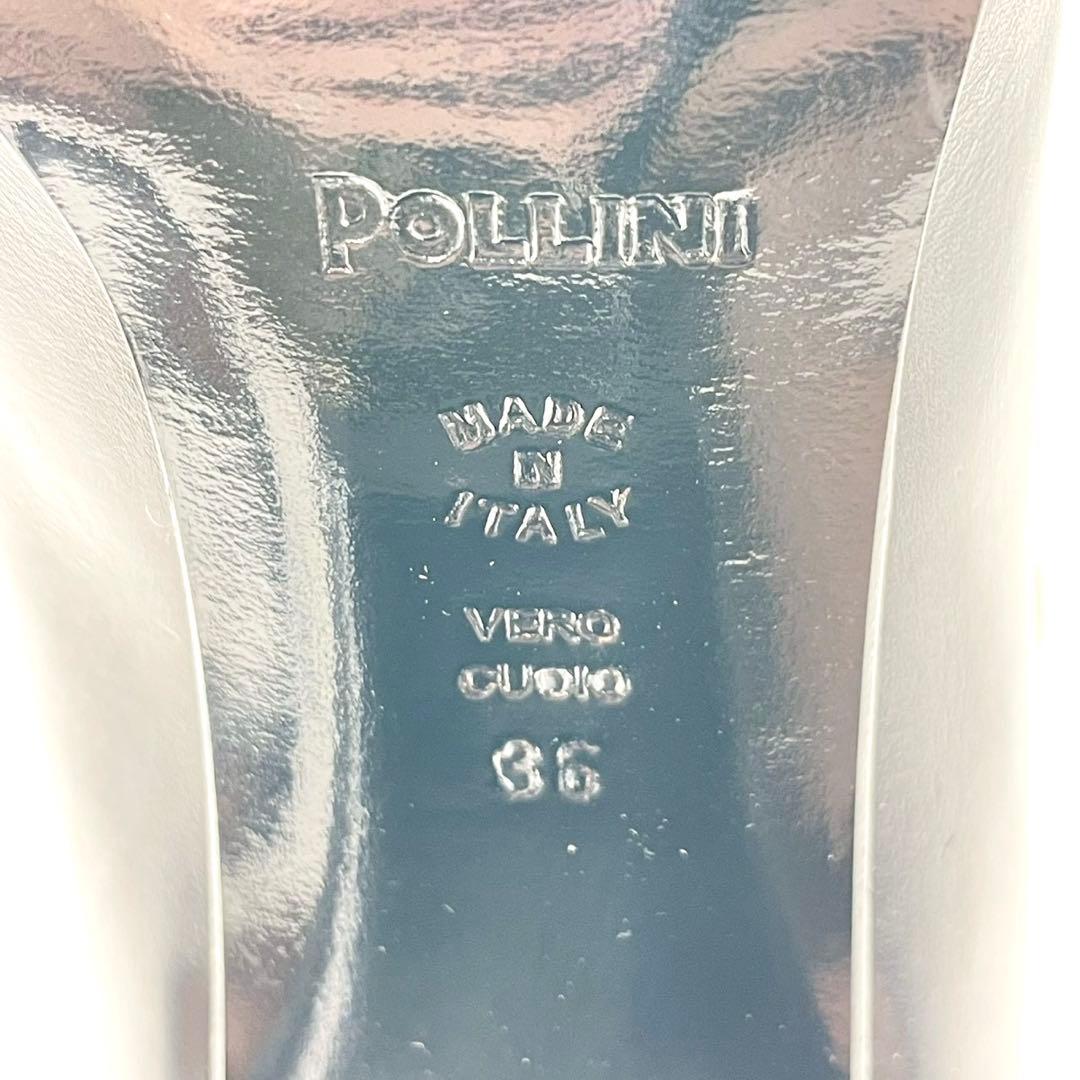 POLLINI
MADE
IN
ITALY
VERO
CUOIO
36